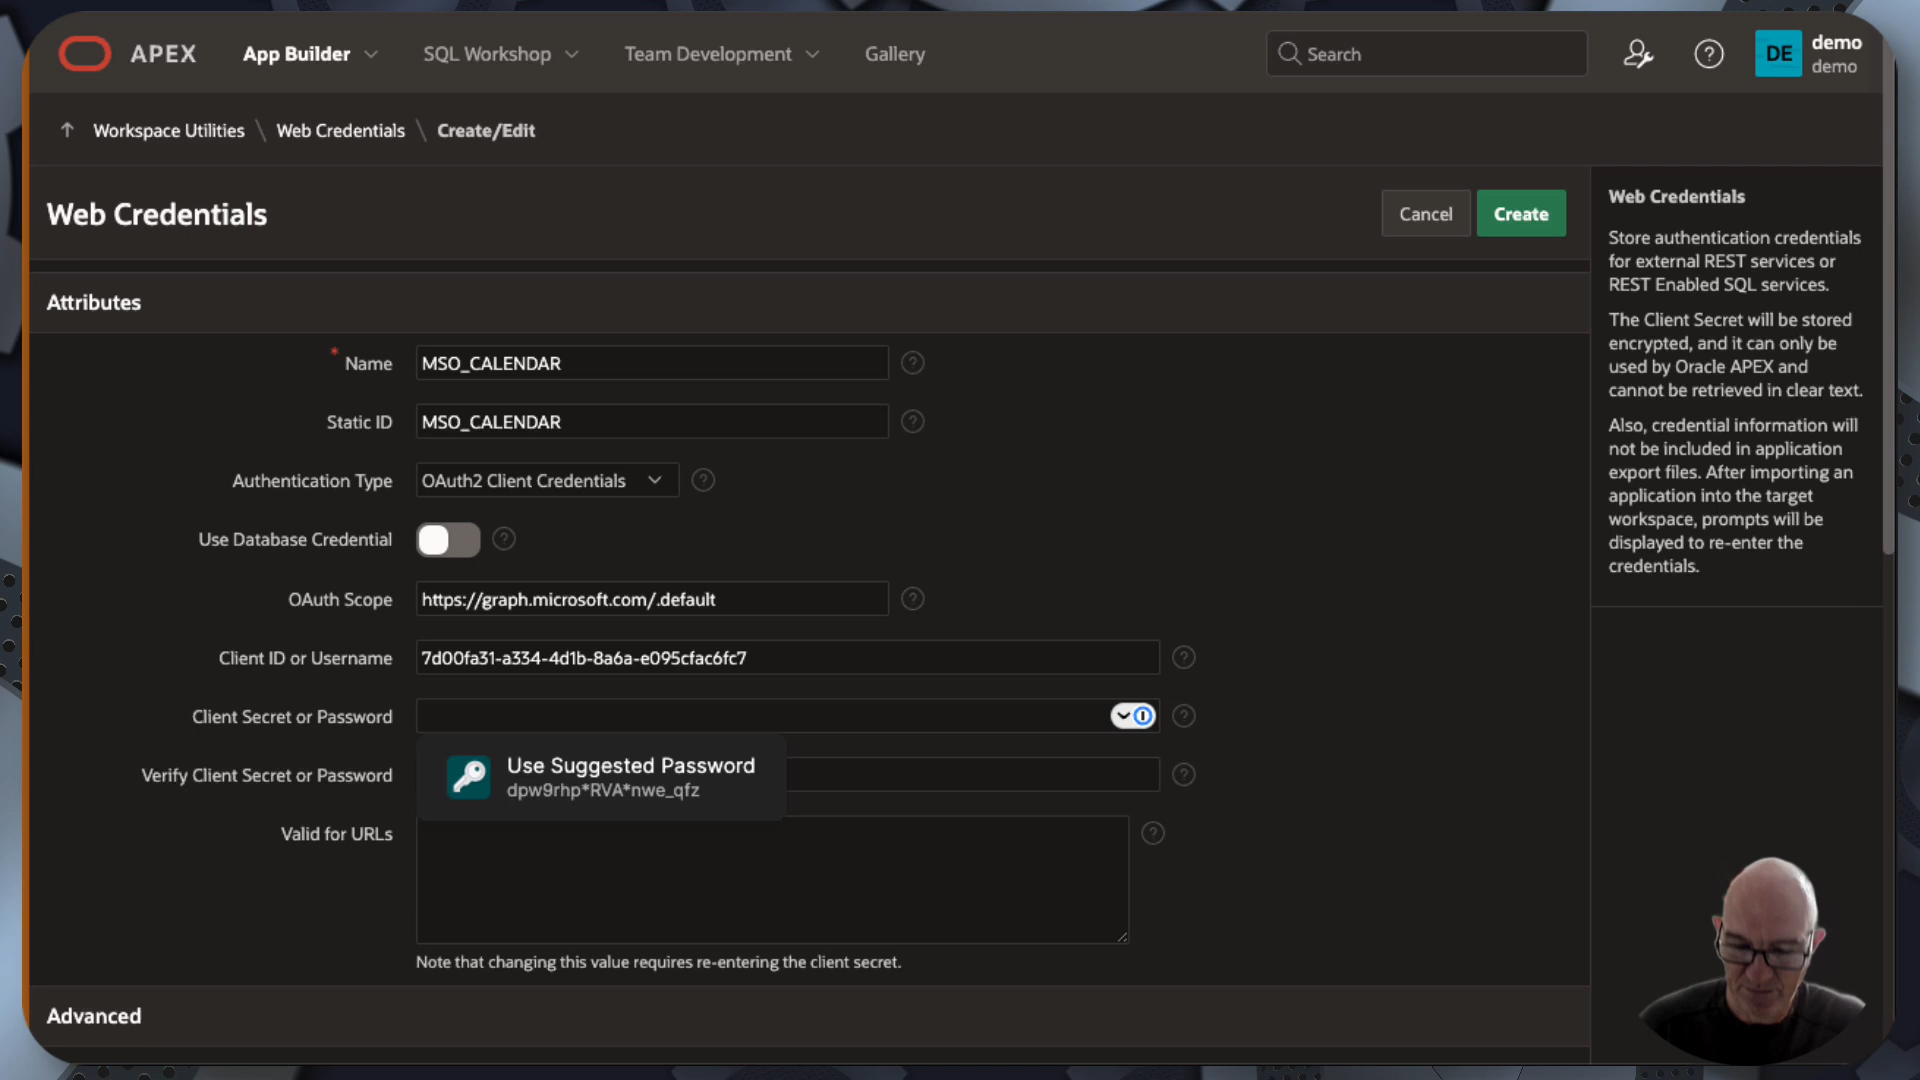 APEX
App Builder
SQL Workshop
Team Development
Gallery
Search
DE
demo
demo
Workspace Utilities \ Web Credentials \ Create/Edit
Web Credentials
Cancel
Create
Attributes
* Name
MSO_CALENDAR
Static ID
MSO_CALENDAR
Authentication Type
OAuth2 Client Credentials
Use Database Credential
OAuth Scope
https://graph.microsoft.com/.default
Client ID or Username
7d00fa31-a334-4d1b-8a6a-e095cfac6fc7
Client Secret or Password
Use Suggested Password
dpw9rhp*RVA*nwe_qfz
Verify Client Secret or Password
Valid for URLs
Note that changing this value requires re-entering the client secret.
Advanced
Web Credentials
Store authentication credentials
for external REST services or
REST Enabled SQL services.
The Client Secret will be stored
encrypted, and it can only be
used by Oracle APEX and
cannot be retrieved in clear text.
Also, credential information will
not be included in application
export files. After importing an
application into the target
workspace, prompts will be
displayed to re-enter the
credentials.